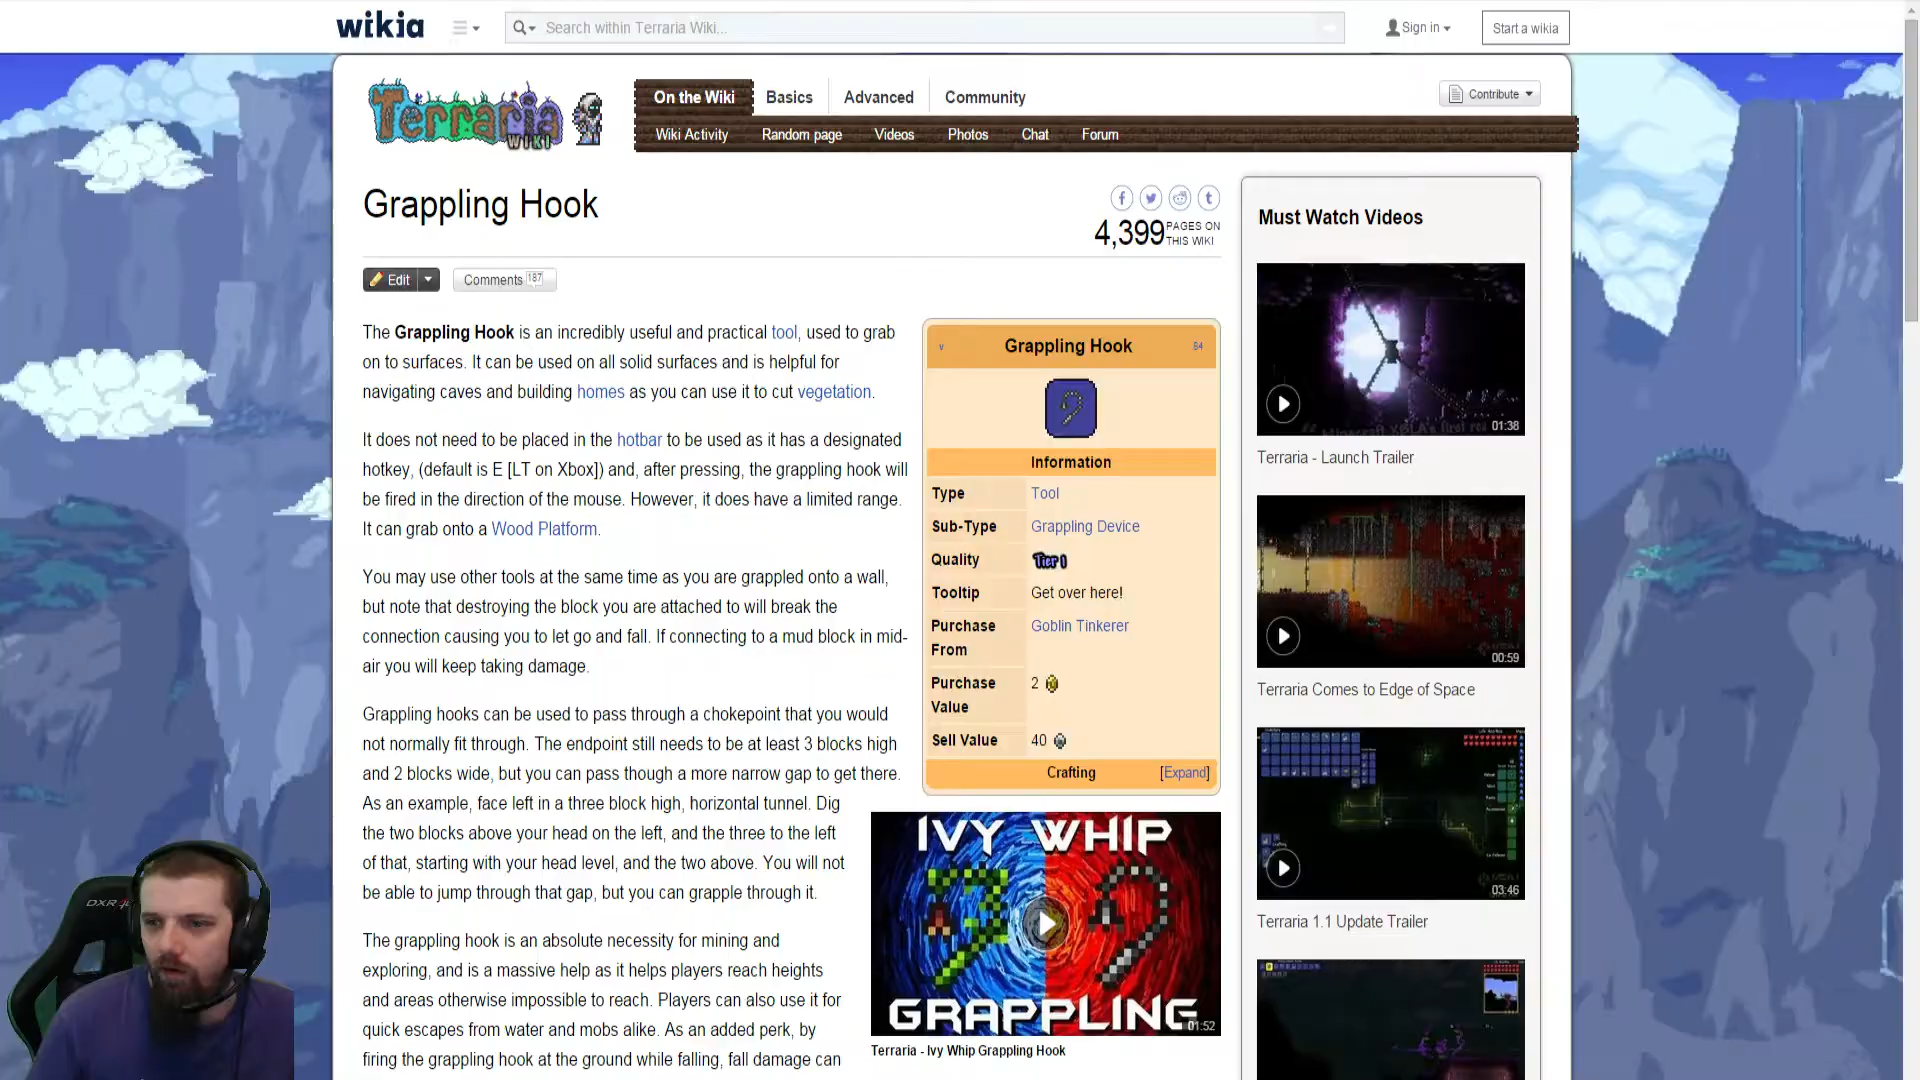 wikia
Search within Terraria Wiki...
Sign in
Start a wikia
Terraria
WIKI
On the Wiki
Basics
Advanced
Community
Contribute
Wiki Activity
Random page
Videos
Photos
Chat
Forum
Grappling Hook
4,399 PAGES ON THIS WIKI
Edit
Comments 187
The Grappling Hook is an incredibly useful and practical tool, used to grab
on to surfaces. It can be used on all solid surfaces and is helpful for
navigating caves and building homes as you can use it to cut vegetation.
It does not need to be placed in the hotbar to be used as it has a designated
hotkey, (default is E [LT on Xbox]) and, after pressing, the grappling hook will
be fired in the direction of the mouse. However, it does have a limited range.
It can grab onto a Wood Platform.
You may use other tools at the same time as you are grappled onto a wall,
but note that destroying the block you are attached to will break the
connection causing you to let go and fall. If connecting to a mud block in mid-
air you will keep taking damage.
Grappling hooks can be used to pass through a chokepoint that you would
not normally fit through. The endpoint still needs to be at least 3 blocks high
and 2 blocks wide, but you can pass though a more narrow gap to get there.
As an example, face left in a three block high, horizontal tunnel. Dig
the two blocks above your head on the left, and the three to the left
of that, starting with your head level, and the two above. You will not
be able to jump through that gap, but you can grapple through it.
The grappling hook is an absolute necessity for mining and
exploring, and is a massive help as it helps players reach heights
and areas otherwise impossible to reach. Players can also use it for
quick escapes from water and mobs alike. As an added perk, by
firing the grappling hook at the ground while falling, fall damage can
v Grappling Hook 84
Information
Type Tool
Sub-Type Grappling Device
Quality Tier 1
Tooltip Get over here!
Purchase From Goblin Tinkerer
Purchase Value 2
Sell Value 40
Crafting [Expand]
IVY WHIP
GRAPPLING
01:52
Terraria - Ivy Whip Grappling Hook
Must Watch Videos
01:38
Terraria - Launch Trailer
00:59
Terraria Comes to Edge of Space
03:46
Terraria 1.1 Update Trailer